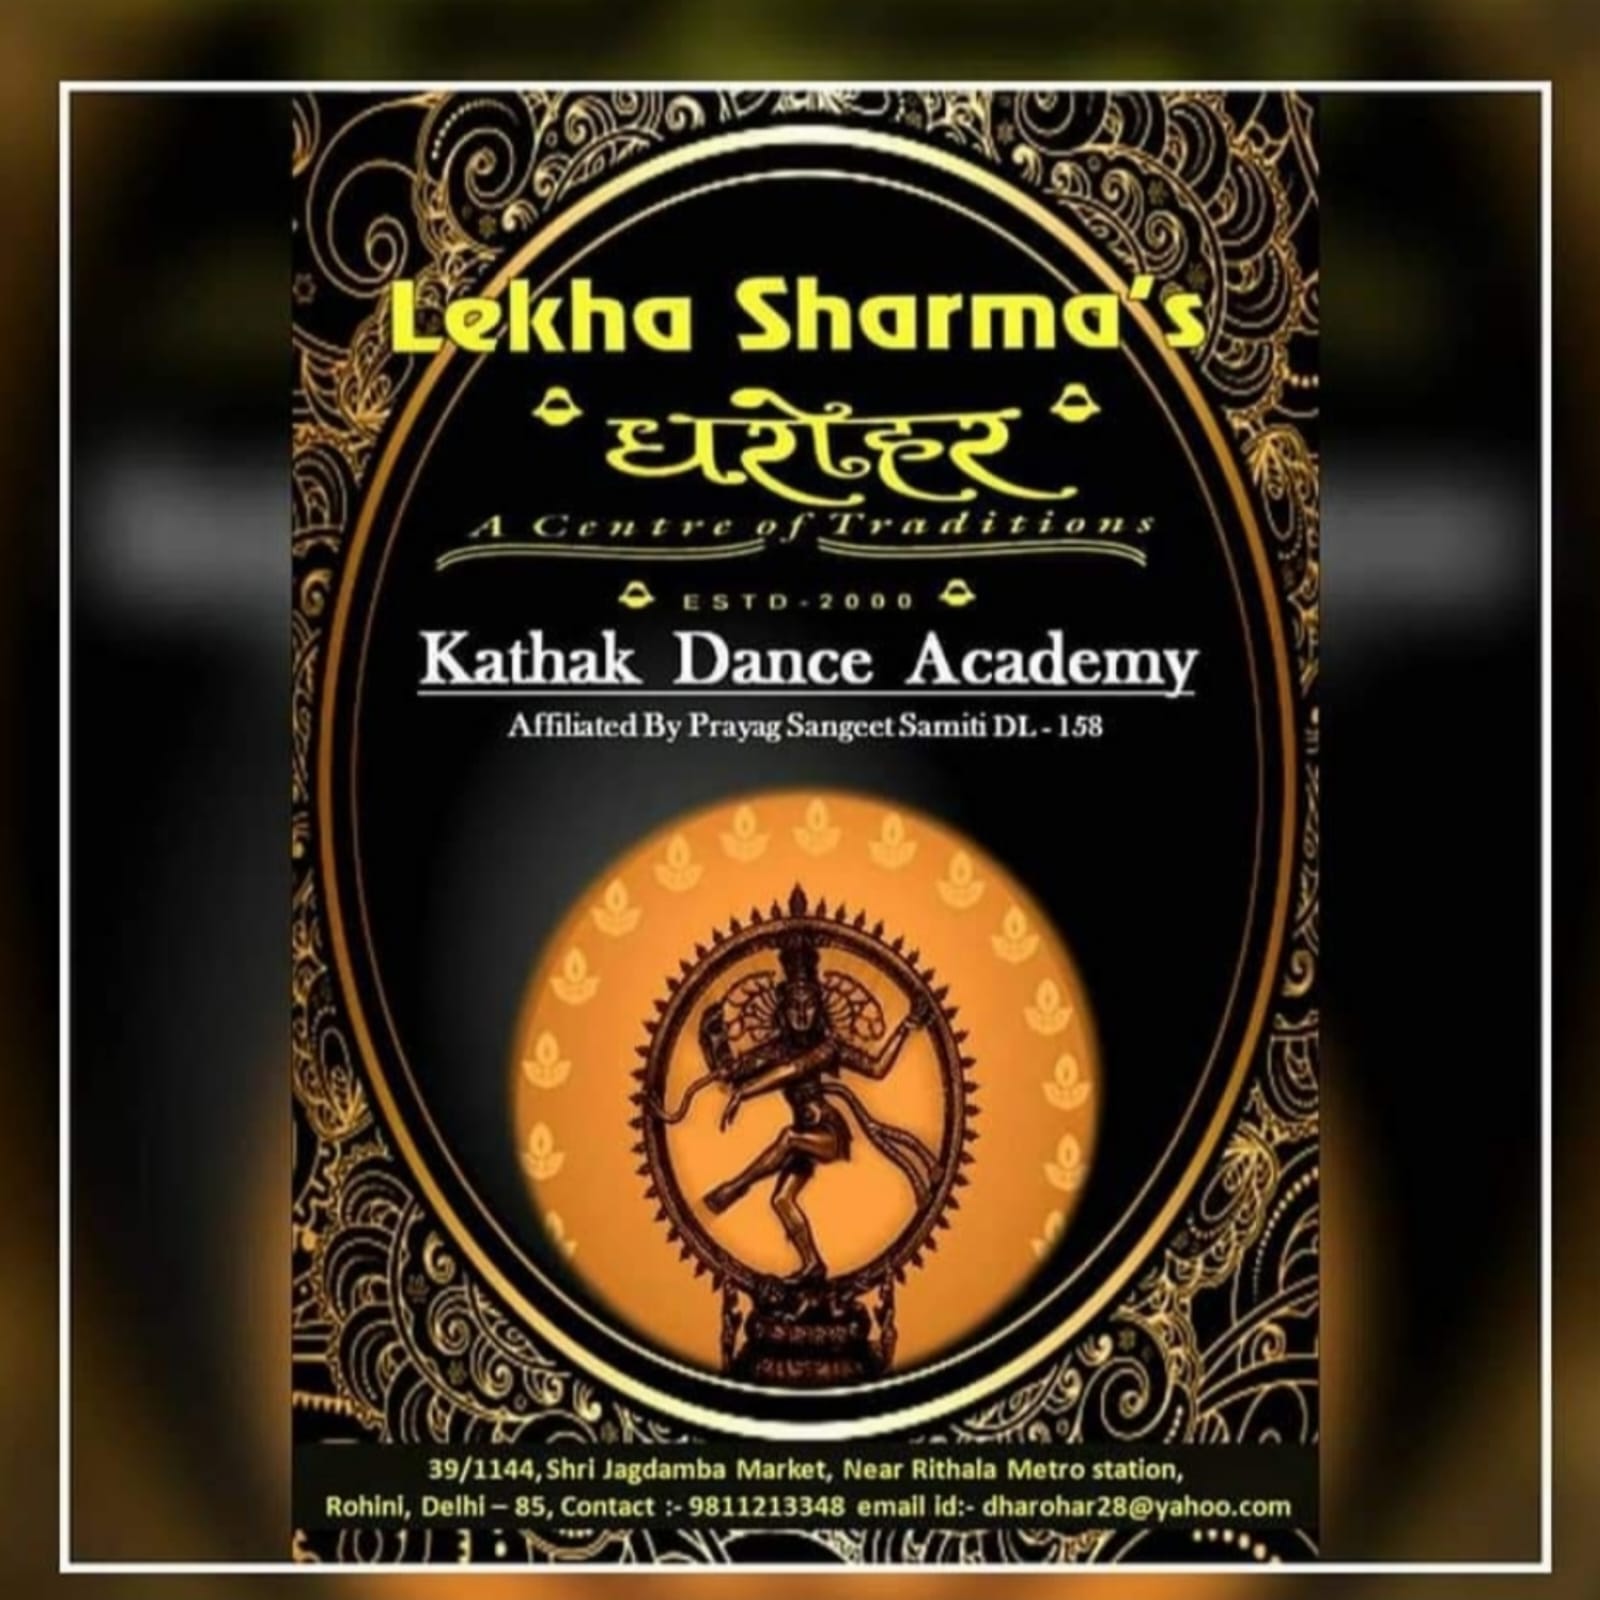 Lekha Sharma's
धरोहर
A Centre of Traditions
ESTD-2000
Kathak Dance Academy
Affiliated By Prayag Sangeet Samiti DL - 158
39/1144, Shri Jagdamba Market, Near Rithala Metro station,
Rohini, Delhi – 85, Contact :- 9811213348 email id:- dharohar28@yahoo.com